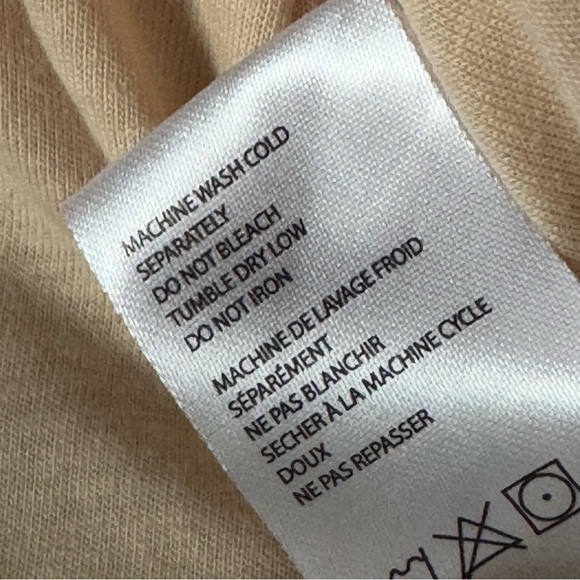 MACHINE WASH COLD
SEPARATELY
DO NOT BLEACH
TUMBLE DRY LOW
DO NOT IRON
MACHINE DE LAVAGE FROID
SÉPARÉMENT
NE PAS BLANCHIR
SECHER À LA MACHINE CYCLE
DOUX
NE PAS REPASSER